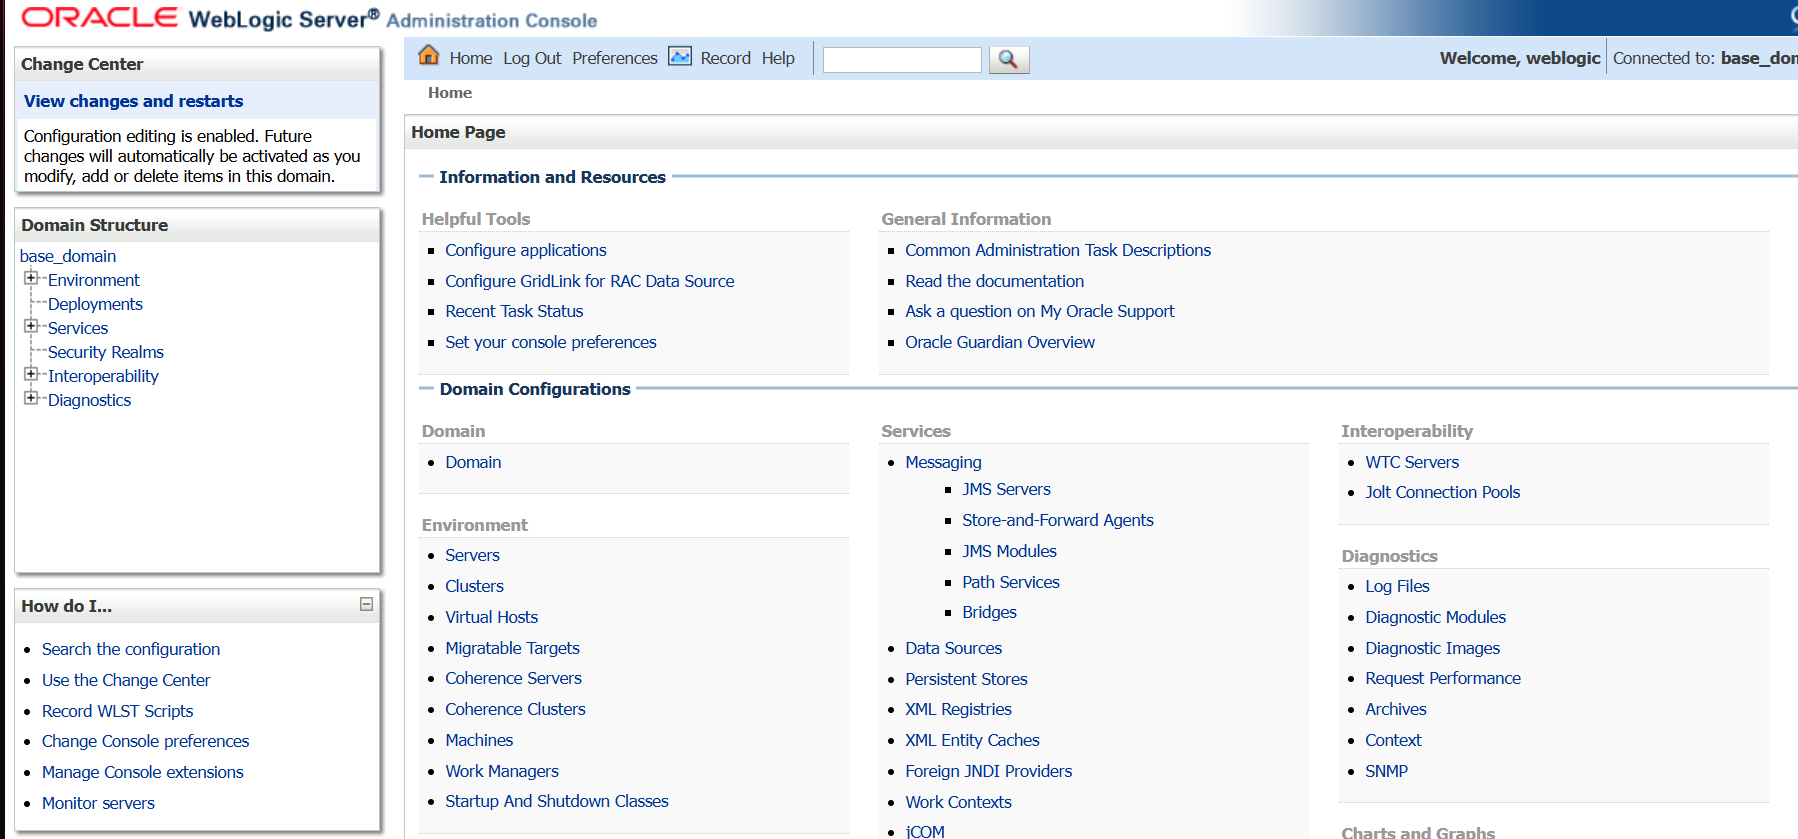 ORACLE WebLogic Server® Administration Console
Change Center
View changes and restarts
Configuration editing is enabled. Future
changes will automatically be activated as you
modify, add or delete items in this domain.
Domain Structure
base_domain
Environment
Deployments
Services
Security Realms
Interoperability
Diagnostics
How do I...
Search the configuration
Use the Change Center
Record WLST Scripts
Change Console preferences
Manage Console extensions
Monitor servers
Home Log Out Preferences Record Help
Welcome, weblogic Connected to:
Home
Home Page
Information and Resources
Helpful Tools
Configure applications
Configure GridLink for RAC Data Source
Recent Task Status
Set your console preferences
General Information
Common Administration Task Descriptions
Read the documentation
Ask a question on My Oracle Support
Oracle Guardian Overview
Domain Configurations
Domain
Domain
Environment
Servers
Clusters
Virtual Hosts
Migratable Targets
Coherence Servers
Coherence Clusters
Machines
Work Managers
Startup And Shutdown Classes
Services
Messaging
JMS Servers
Store-and-Forward Agents
JMS Modules
Path Services
Bridges
Data Sources
Persistent Stores
XML Registries
XML Entity Caches
Foreign JNDI Providers
Work Contexts
jCOM
Interoperability
WTC Servers
Jolt Connection Pools
Diagnostics
Log Files
Diagnostic Modules
Diagnostic Images
Request Performance
Archives
Context
SNMP
Charts and Graphs